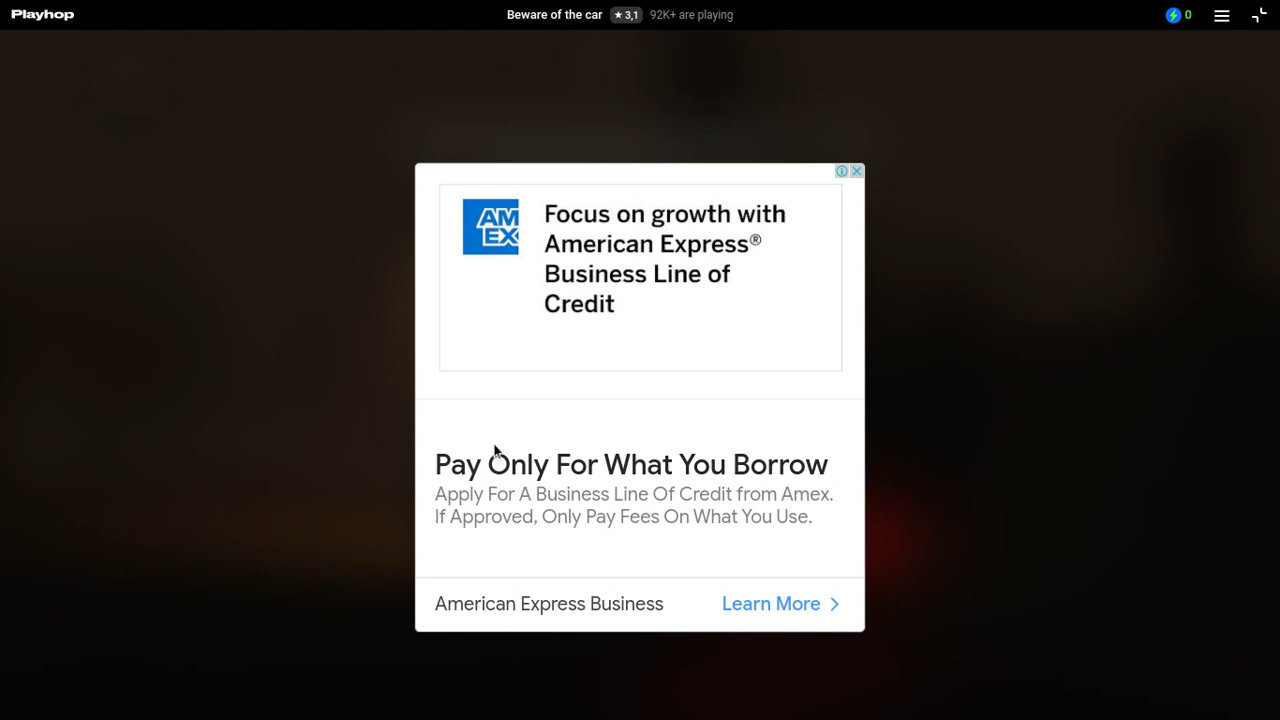 Playhop
Beware of the car ★ 3,1 92K+ are playing
0
AM
EX
Focus on growth with
American Express®
Business Line of
Credit
Pay Only For What You Borrow
Apply For A Business Line Of Credit from Amex.
If Approved, Only Pay Fees On What You Use.
American Express Business
Learn More